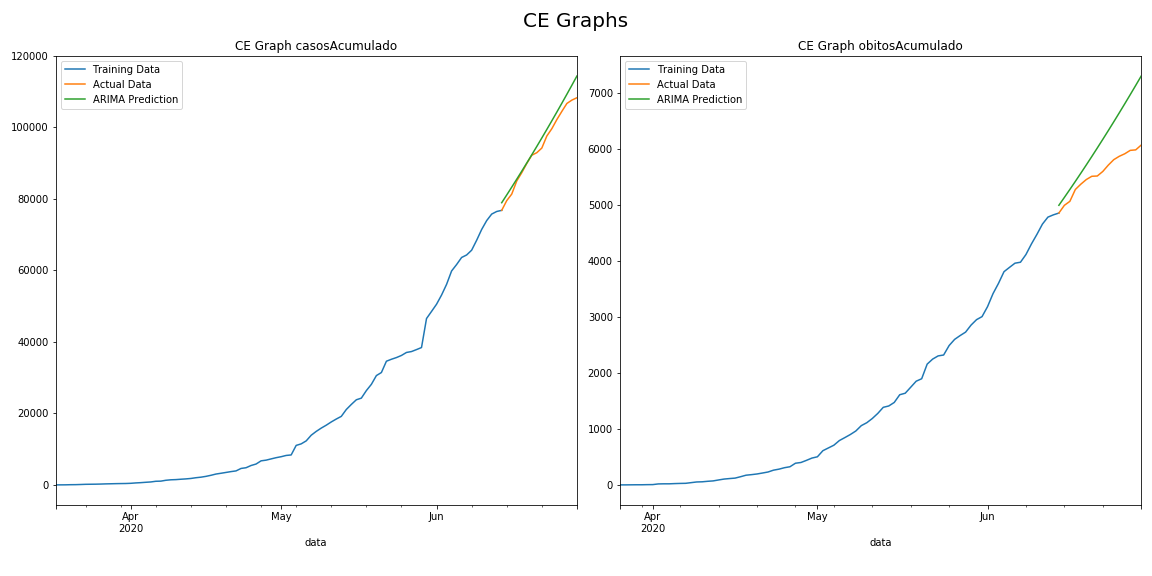 CE Graphs
CE Graph casosAcumulado
Training Data
Actual Data
ARIMA Prediction
120000
100000
80000
60000
40000
20000
0
Apr
2020
May
Jun
data
CE Graph obitosAcumulado
Training Data
Actual Data
ARIMA Prediction
7000
6000
5000
4000
3000
2000
1000
0
Apr
2020
May
Jun
data